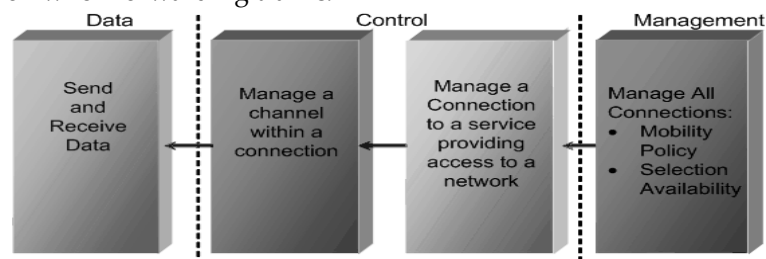 Data Control Management
Send
and
Receive
Data
Manage a
channel
within a
connection
Manage a
Connection
to a service
providing
access to a
network
Manage All
Connections:
• Mobility
Policy
• Selection
Availability